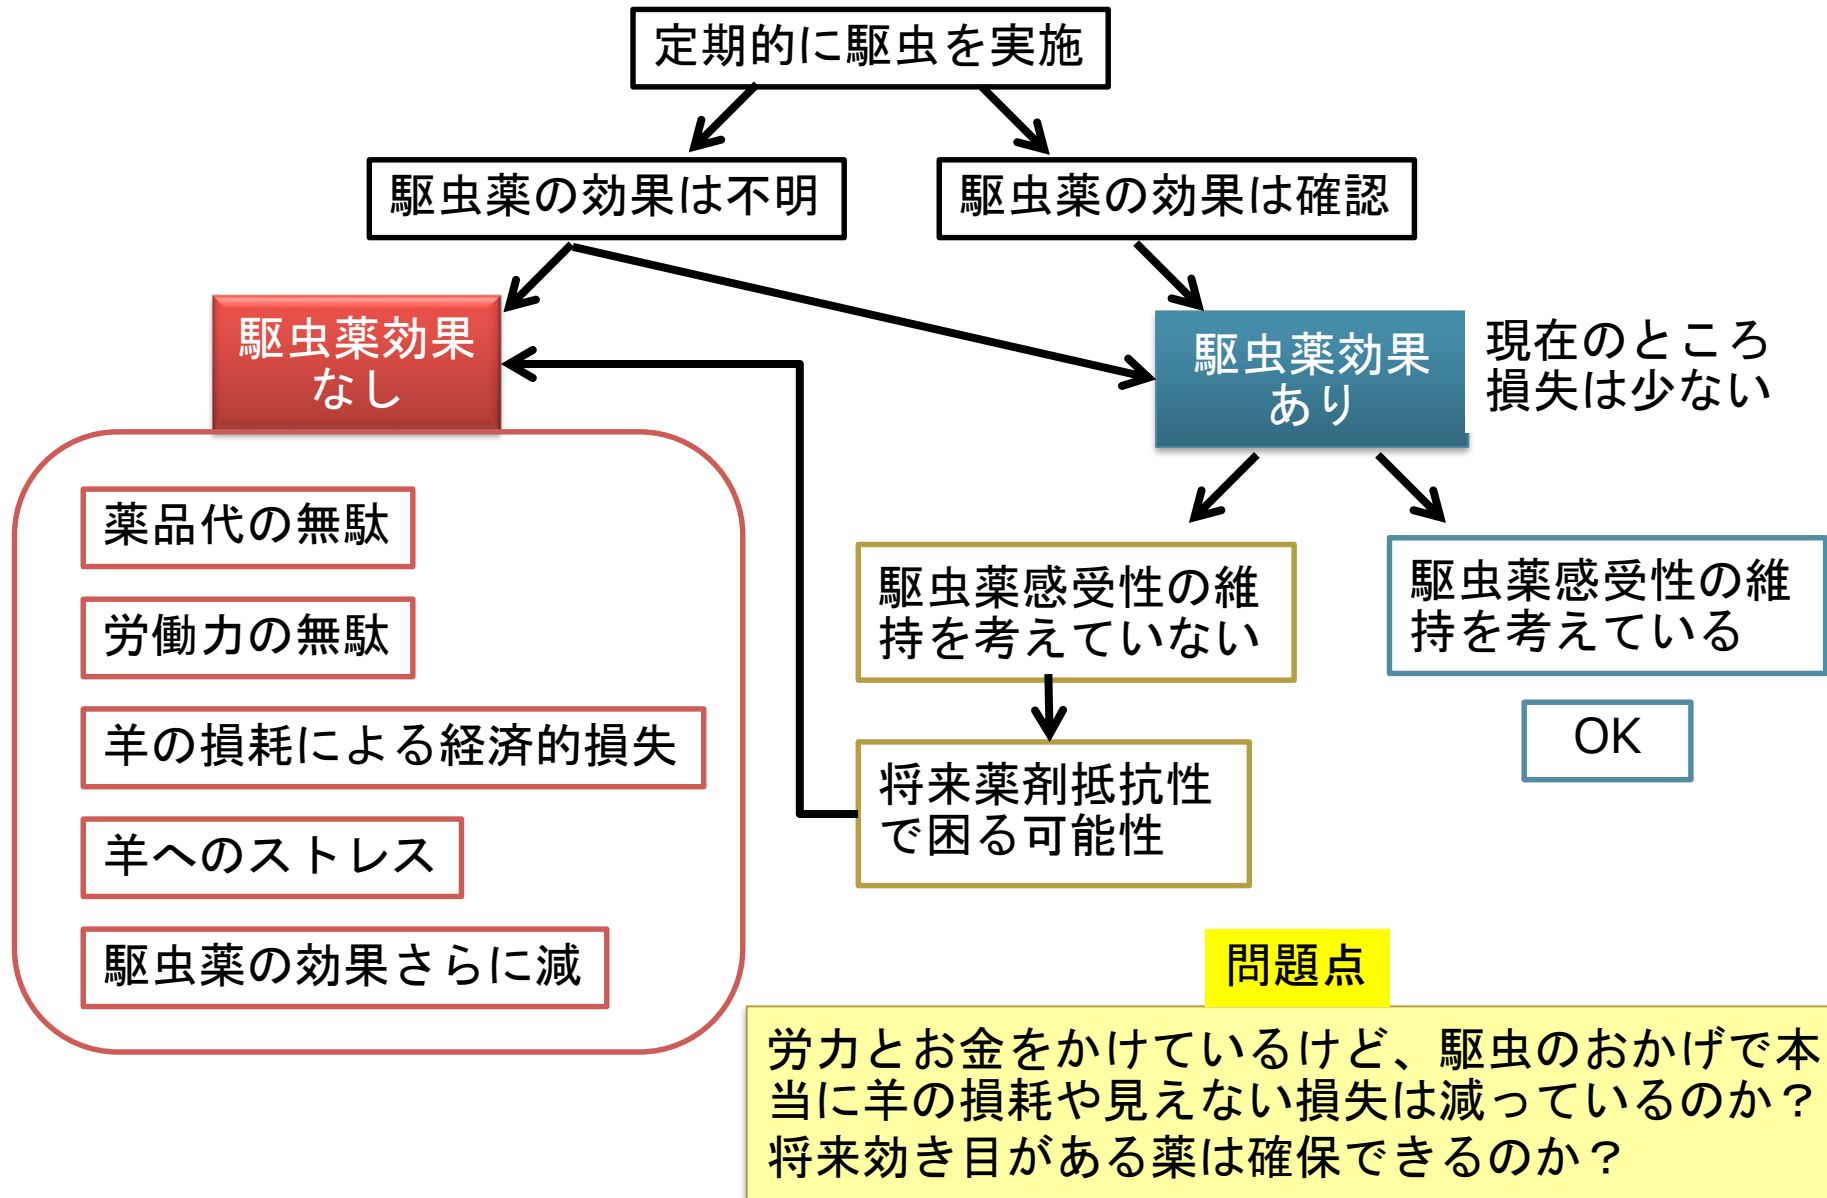 定期的に駆虫を実施
駆虫薬の効果は不明
駆虫薬の効果は確認
駆虫薬効果
なし
駆虫薬効果
あり
現在のところ
損失は少ない
薬品代の無駄
労働力の無駄
羊の損耗による経済的損失
羊へのストレス
駆虫薬の効果さらに減
駆虫薬感受性の維
持を考えていない
駆虫薬感受性の維
持を考えている
OK
将来薬剤抵抗性
で困る可能性
問題点
労力とお金をかけているけど、駆虫のおかげで本
当に羊の損耗や見えない損失は減っているのか？
将来効き目がある薬は確保できるのか？